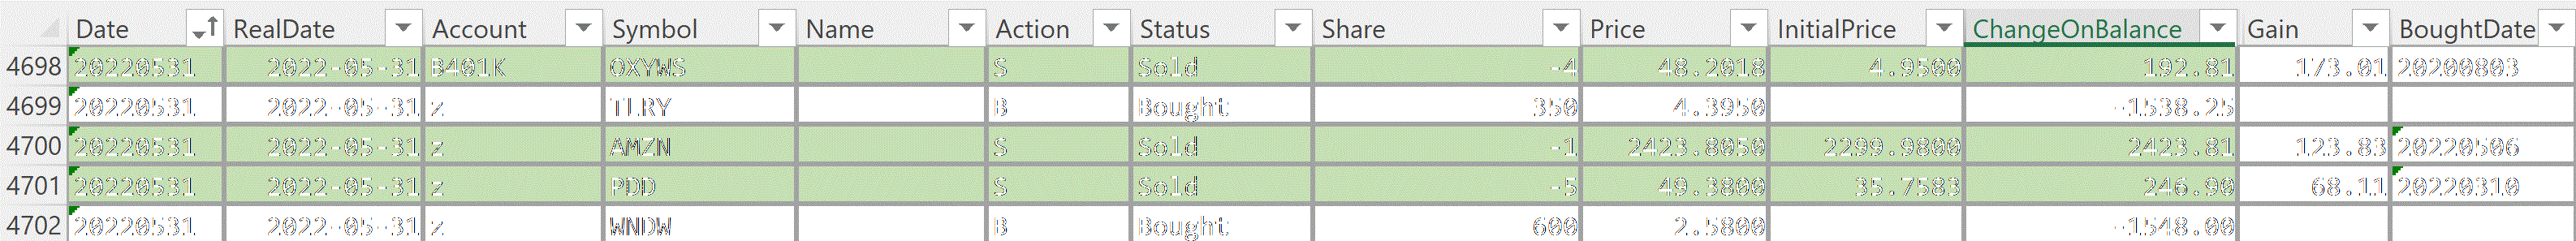 Date RealDate Account Symbol Name Action Status Share Price InitialPrice ChangeOnBalance Gain BoughtDate
4698 20220531 2022-05-31 B401K OXYWS S Sold -4 48.2018 4.9500 192.81 173.01 20200803
4699 20220531 2022-05-31 z TLRY B Bought 350 4.3950 -1538.25
4700 20220531 2022-05-31 z AMZN S Sold -1 2423.8050 2299.9800 2423.81 123.83 20220506
4701 20220531 2022-05-31 z PDD S Sold -5 49.3800 35.7583 246.90 68.11 20220310
4702 20220531 2022-05-31 z WNDW B Bought 600 2.5800 -1548.00